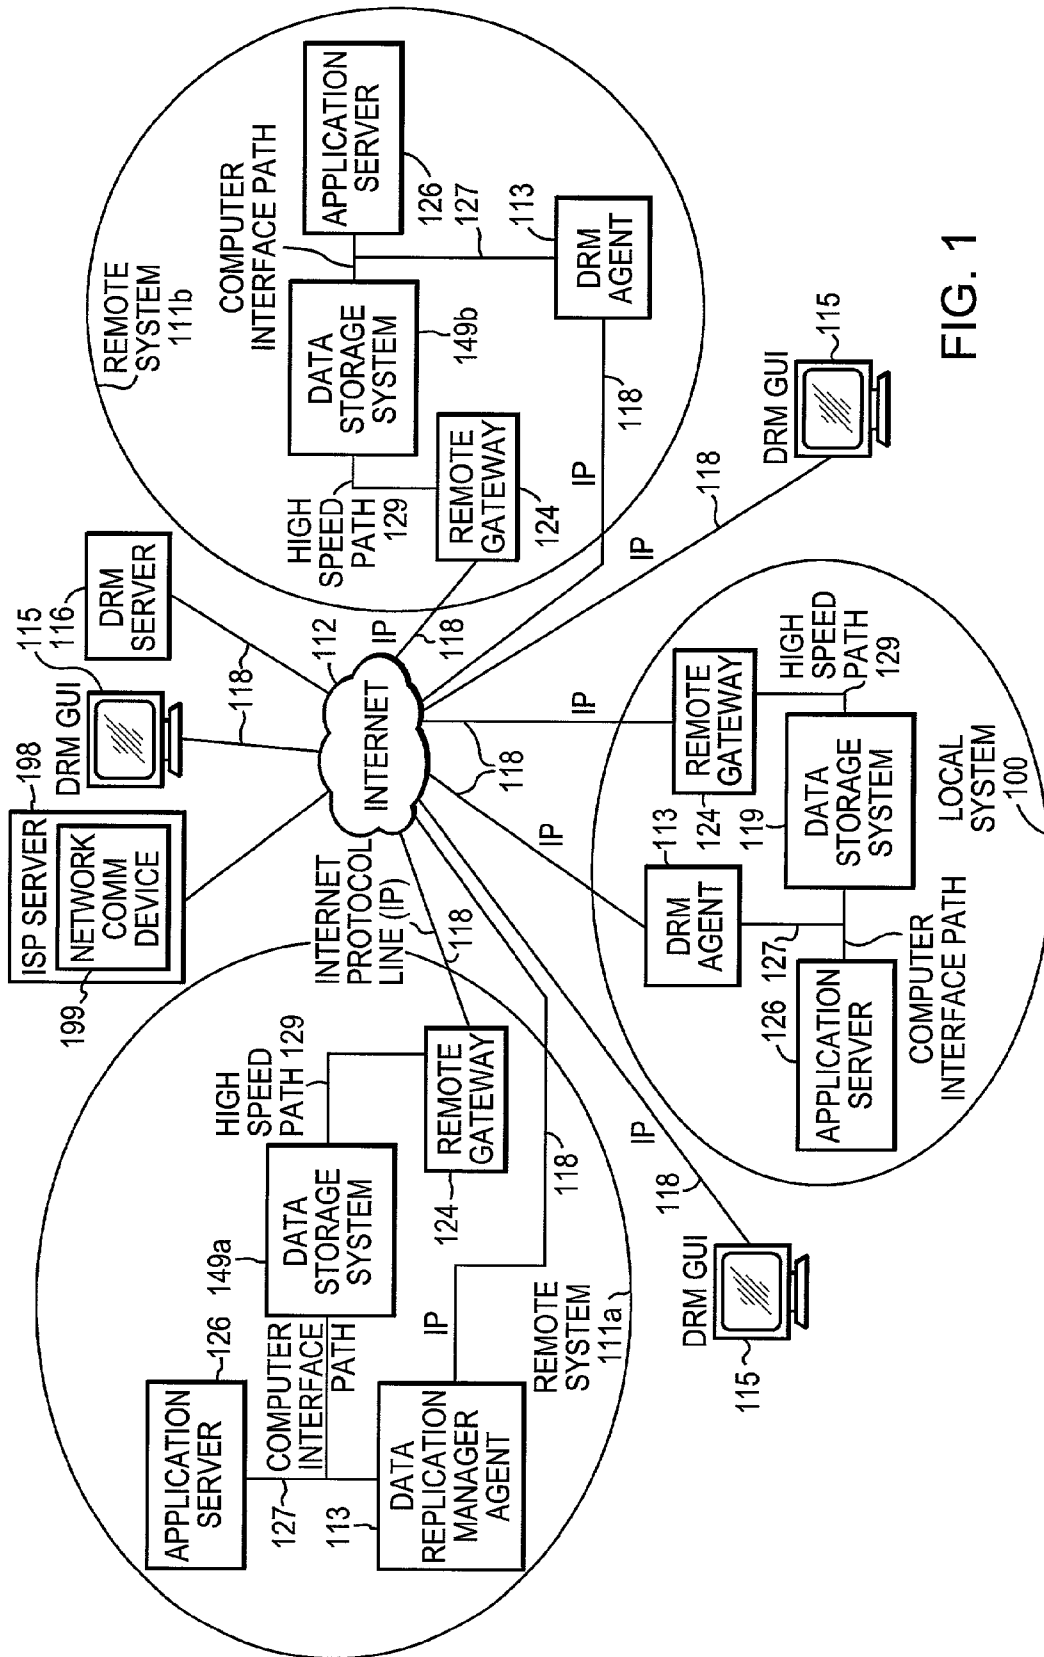 REMOTE
SYSTEM
111a
APPLICATION
SERVER
126
127
COMPUTER
INTERFACE
PATH
149a
DATA
STORAGE
SYSTEM
HIGH
SPEED
PATH 129
113
DATA
REPLICATION
MANAGER
AGENT
IP
118
124
REMOTE
GATEWAY
INTERNET
PROTOCOL
LINE (IP)
118
ISP SERVER
198
NETWORK
COMM
DEVICE
199
DRM GUI
115
118
DRM
SERVER
116
118
INTERNET
112
REMOTE
SYSTEM
111b
COMPUTER
INTERFACE PATH
APPLICATION
SERVER
126
127
DATA
STORAGE
SYSTEM
149b
HIGH
SPEED
PATH
129
REMOTE
GATEWAY
124
IP
118
113
DRM
AGENT
IP
118
IP
118
DRM GUI
115
118
IP
IP
IP
118
DRM GUI
115
LOCAL
SYSTEM
100
113
DRM
AGENT
124
REMOTE
GATEWAY
HIGH
SPEED
PATH
129
119
DATA
STORAGE
SYSTEM
127
126
APPLICATION
SERVER
COMPUTER
INTERFACE PATH
FIG. 1